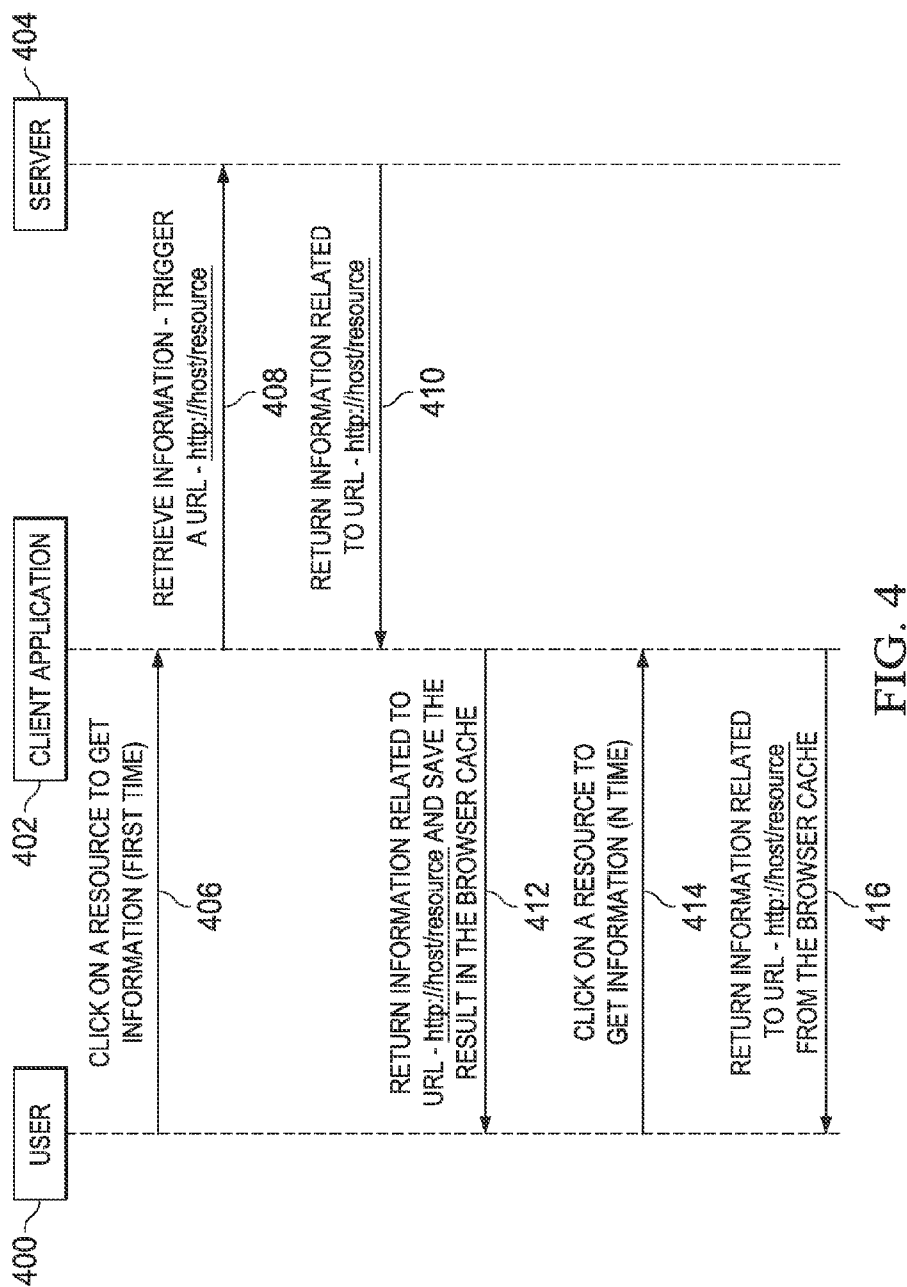 400
USER
402
CLIENT APPLICATION
SERVER
404
CLICK ON A RESOURCE TO GET
INFORMATION (FIRST TIME)
406
RETRIEVE INFORMATION - TRIGGER
A URL - http://host/resource
408
RETURN INFORMATION RELATED
TO URL - http://host/resource
410
RETURN INFORMATION RELATED TO
URL - http://host/resource AND SAVE THE
RESULT IN THE BROWSER CACHE
412
CLICK ON A RESOURCE TO
GET INFORMATION (N TIME)
414
RETURN INFORMATION RELATED
TO URL - http://host/resource
FROM THE BROWSER CACHE
416
FIG. 4